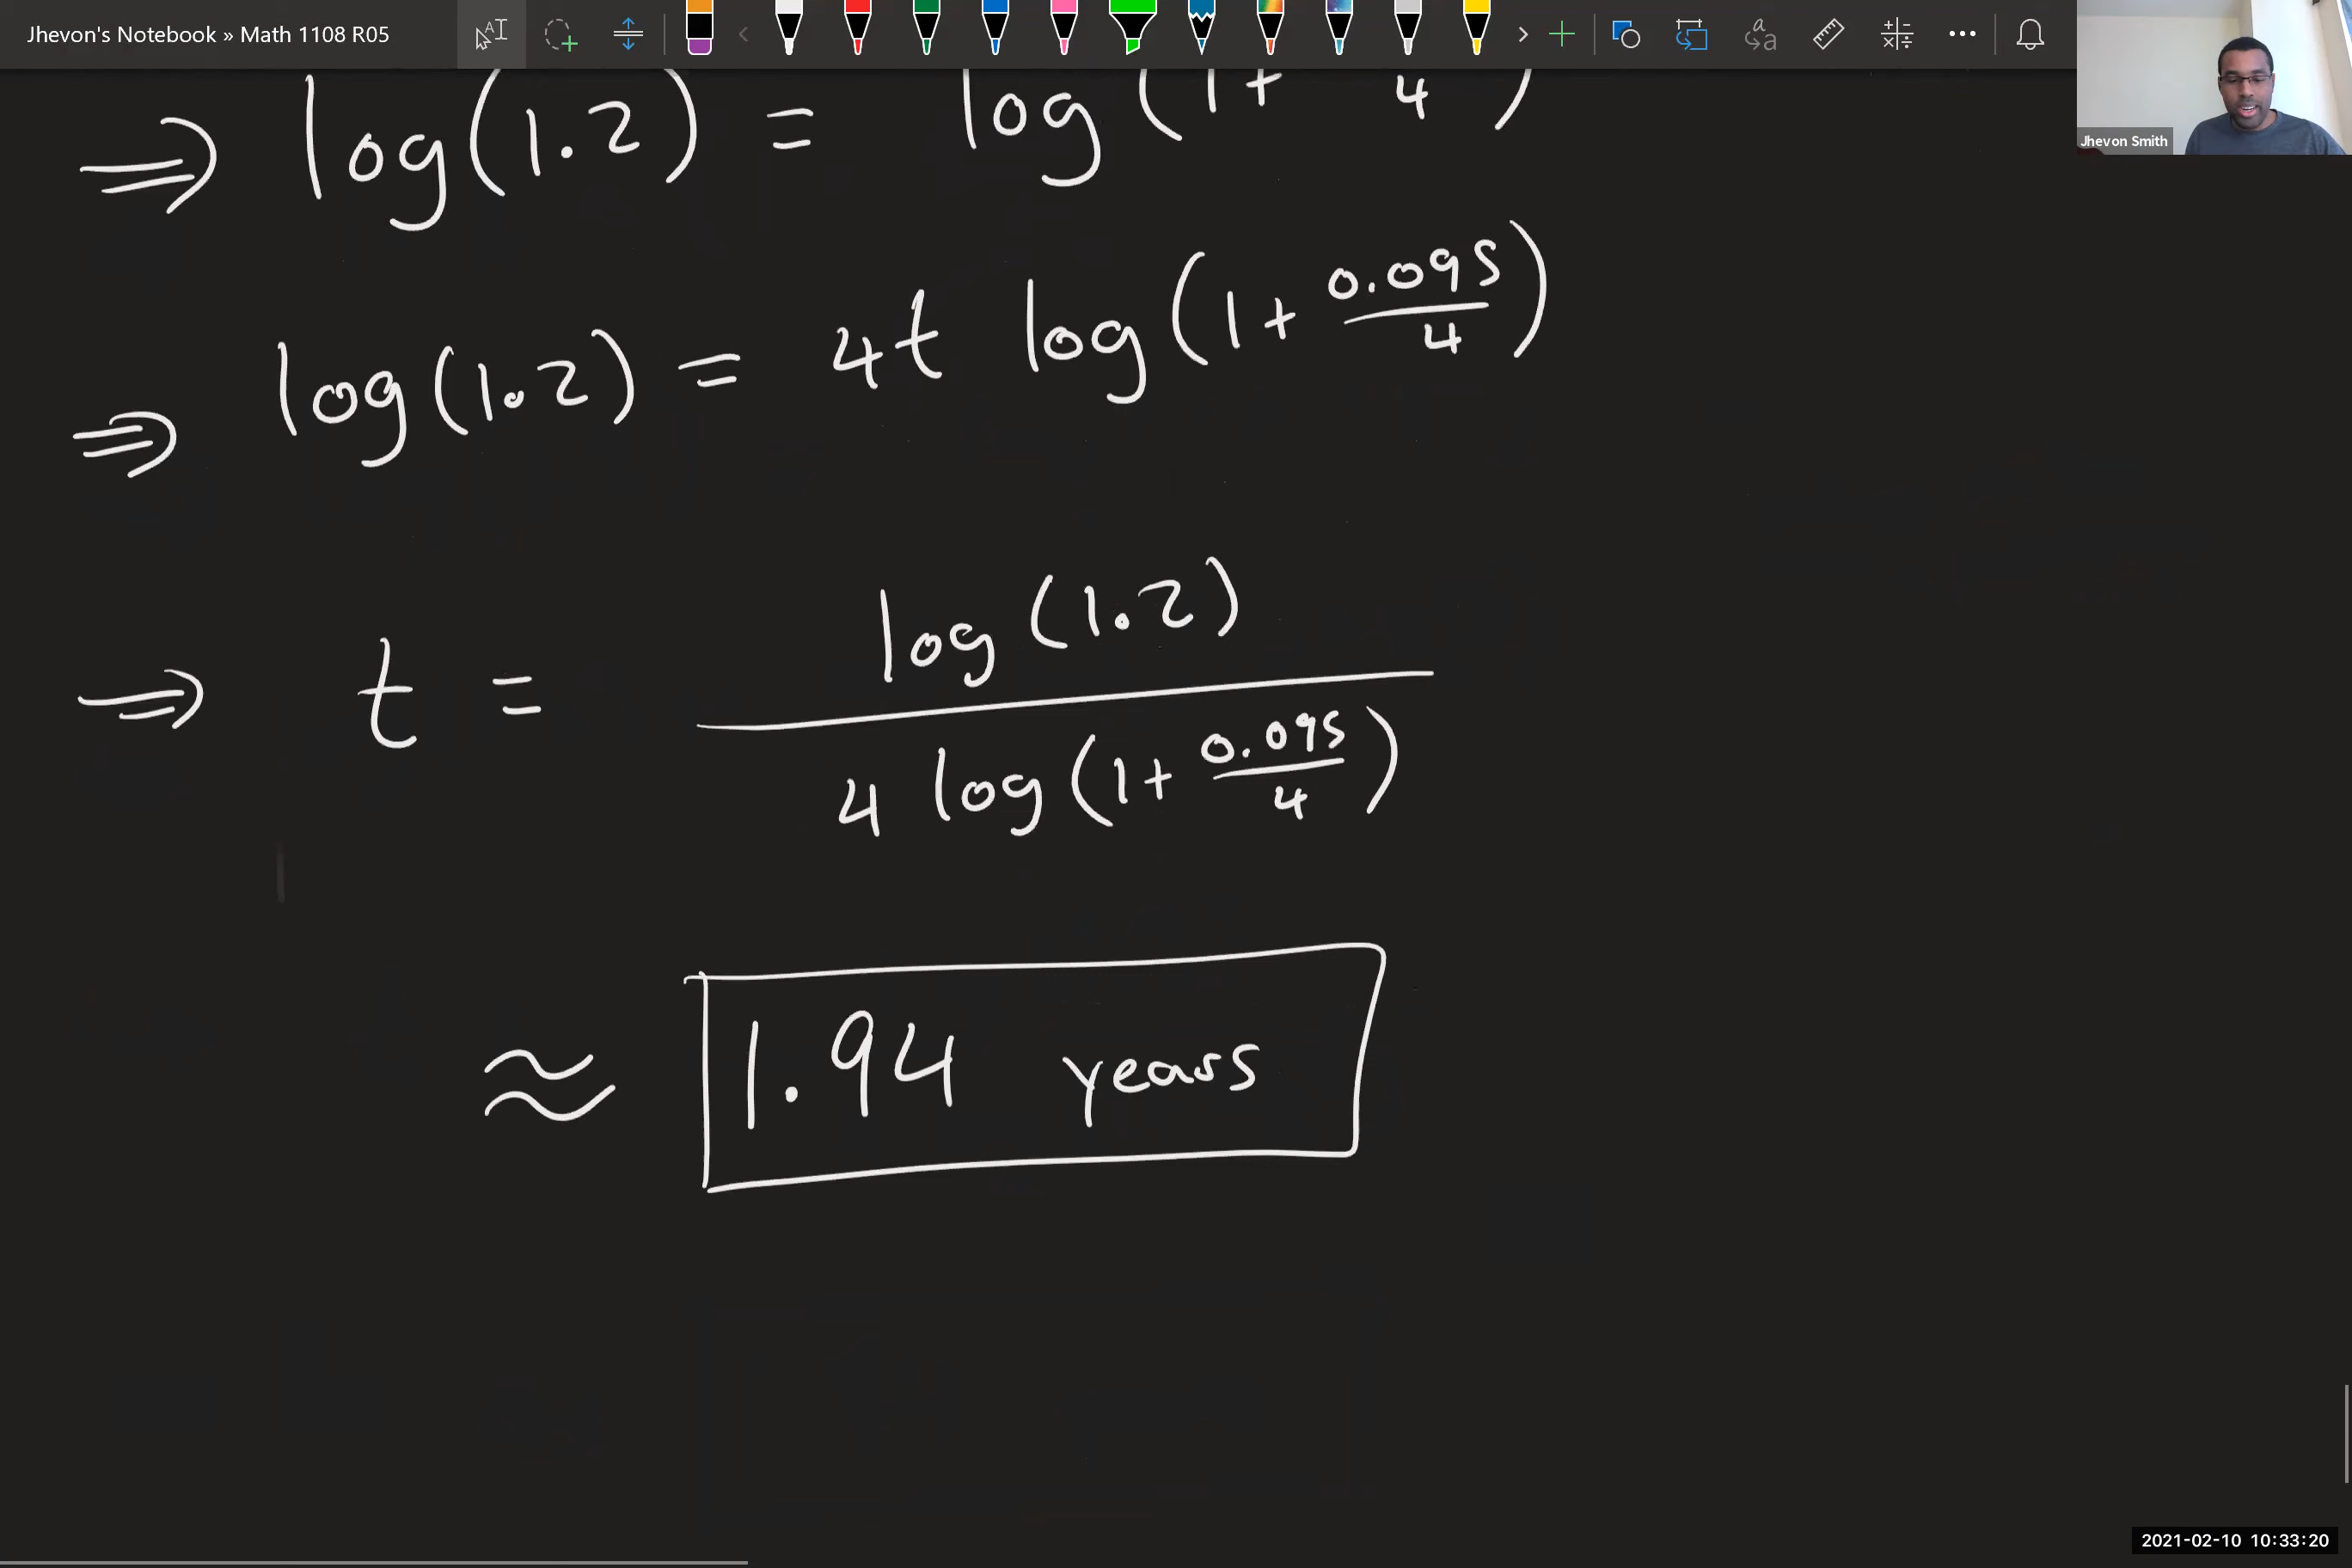 Jhevon's Notebook » Math 1108 R05
Jhevon Smith
⇒ log(1.2) = log(1+ 4)
⇒ log(1.2) = 4t log(1+ 0.095/4)
⇒ t = log(1.2) / 4 log(1+ 0.095/4)
≈ 1.94 years
2021-02-10 10:33:20